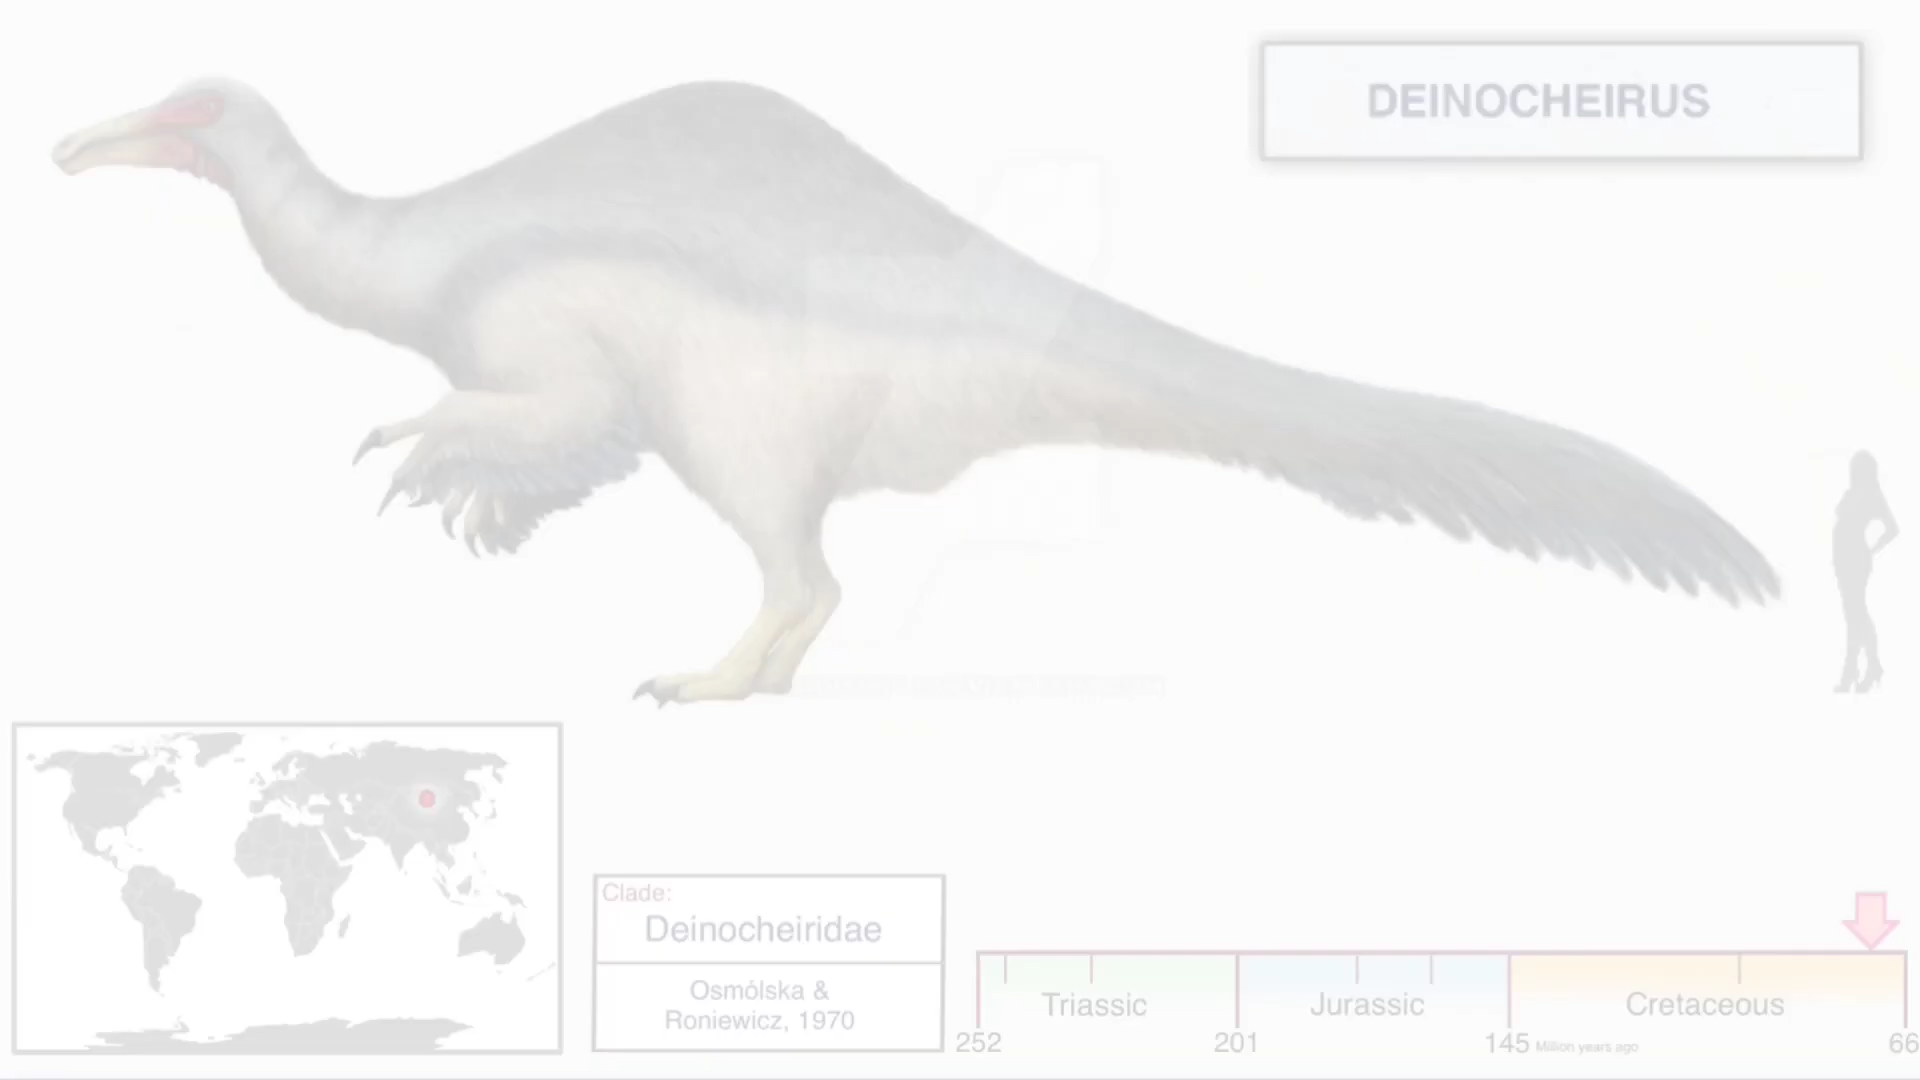 DEINOCHEIRUS
Clade:
Deinocheiridae
Osmólska &
Roniewicz, 1970
Triassic
Jurassic
Cretaceous
252
201
145
Million years ago
66